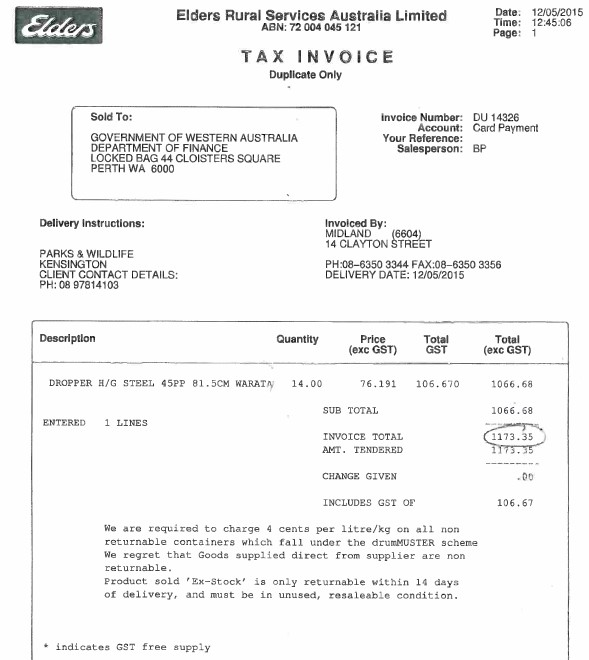 Elders
Elders Rural Services Australia Limited
ABN: 72 004 045 121
Date: 12/05/2015
Time: 12:45:06
Page: 1
TAX INVOICE
Duplicate Only
Sold To:
GOVERNMENT OF WESTERN AUSTRALIA
DEPARTMENT OF FINANCE
LOCKED BAG 44 CLOISTERS SQUARE
PERTH WA 6000
Invoice Number: DU 14326
Account: Card Payment
Your Reference:
Salesperson: BP
Delivery Instructions:
PARKS & WILDLIFE
KENSINGTON
CLIENT CONTACT DETAILS:
PH: 08 97814103
Invoiced By:
MIDLAND (6604)
14 CLAYTON STREET
PH:08-6350 3344 FAX:08-6350 3356
DELIVERY DATE: 12/05/2015
Description Quantity Price (exc GST) Total GST Total (exc GST)
DROPPER H/G STEEL 45PP 81.5CM WARATA 14.00 76.191 106.670 1066.68
SUB TOTAL 1066.68
ENTERED 1 LINES
INVOICE TOTAL 1173.35
AMT. TENDERED 1173.35
CHANGE GIVEN .00
INCLUDES GST OF 106.67
We are required to charge 4 cents per litre/kg on all non
returnable containers which fall under the drumMUSTER scheme
We regret that Goods supplied direct from supplier are non
returnable.
Product sold 'Ex-Stock' is only returnable within 14 days
of delivery, and must be in unused, resaleable condition.
* indicates GST free supply